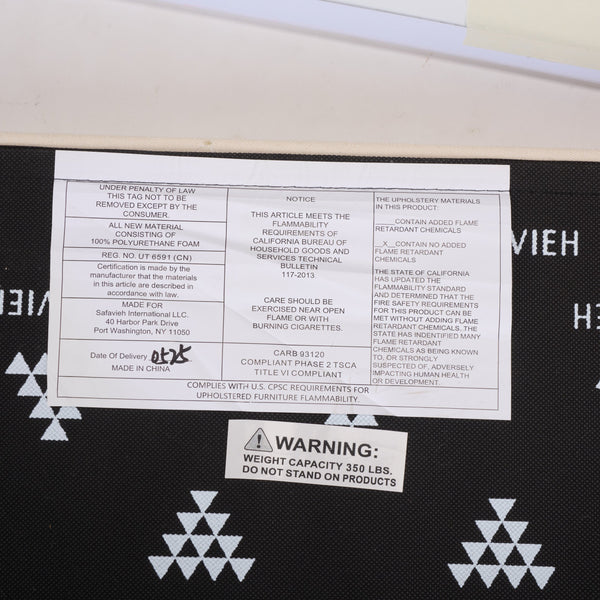 UNDER PENALTY OF LAW
THIS TAG NOT TO BE
REMOVED EXCEPT BY THE
CONSUMER.
ALL NEW MATERIAL
CONSISTING OF
100% POLYURETHANE FOAM
REG. NO. UT 6591 (CN)
Certification is made by the
manufacturer that the materials
in this article are described in
accordance with law.
MADE FOR
Safavieh International LLC.
40 Harbor Park Drive
Port Washington, NY 11050
Date Of Delivery 0525
MADE IN CHINA
NOTICE
THIS ARTICLE MEETS THE
FLAMMABILITY
REQUIREMENTS OF
CALIFORNIA BUREAU OF
HOUSEHOLD GOODS AND
SERVICES TECHNICAL
BULLETIN
117-2013.
CARE SHOULD BE
EXERCISED NEAR OPEN
FLAME OR WITH
BURNING CIGARETTES.
CARB 93120
COMPLIANT PHASE 2 TSCA
TITLE VI COMPLIANT
THE UPHOLSTERY MATERIALS
IN THIS PRODUCT:
__CONTAIN ADDED FLAME
RETARDANT CHEMICALS
__X__CONTAIN NO ADDED
FLAME RETARDANT
CHEMICALS
THE STATE OF CALIFORNIA
HAS UPDATED THE
FLAMMABILITY STANDARD
AND DETERMINED THAT THE
FIRE SAFETY REQUIREMENTS
FOR THIS PRODUCT CAN BE
MET WITHOUT ADDING FLAME
RETARDANT CHEMICALS. THE
STATE HAS IDENTIFIED MANY
FLAME RETARDANT
CHEMICALS AS BEING KNOWN
TO, OR STRONGLY
SUSPECTED OF, ADVERSELY
IMPACTING HUMAN HEALTH
OR DEVELOPMENT.
COMPLIES WITH U.S. CPSC REQUIREMENTS FOR
UPHOLSTERED FURNITURE FLAMMABILITY.
VIEH
VIEH
H
WARNING:
WEIGHT CAPACITY 350 LBS.
DO NOT STAND ON PRODUCTS